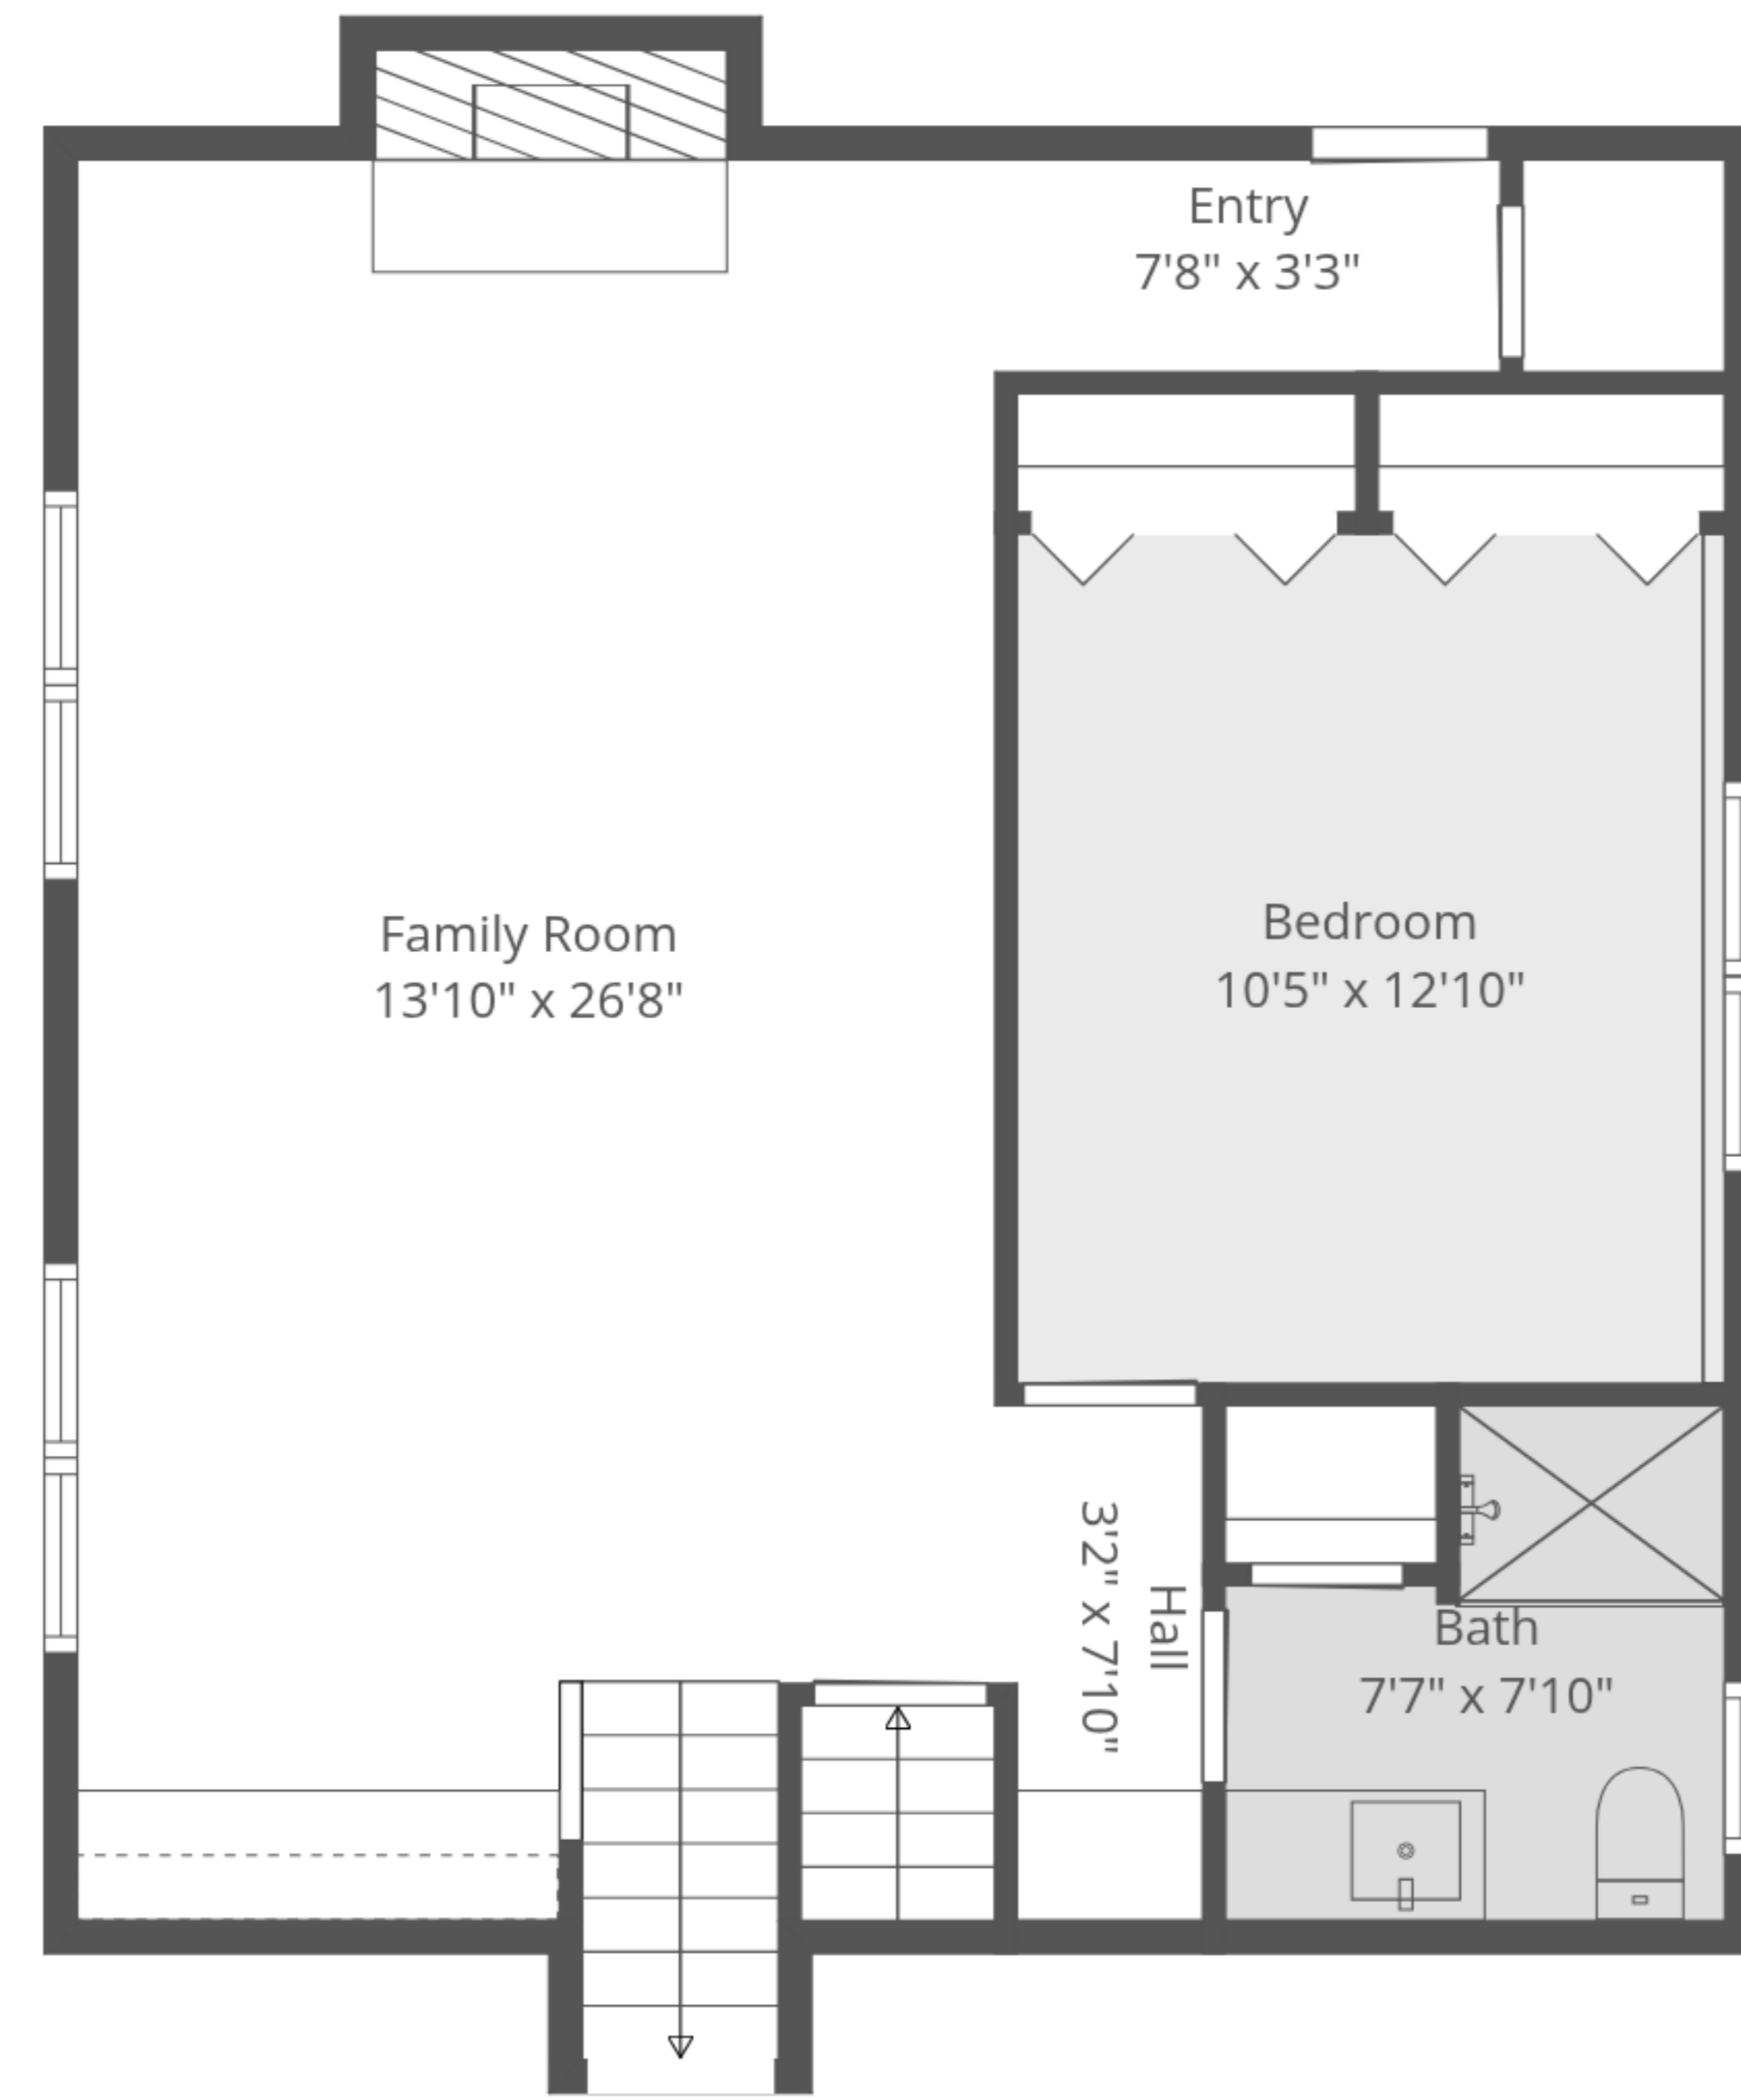 Entry
7'8" x 3'3"
Family Room
13'10" x 26'8"
Bedroom
10'5" x 12'10"
Hall
3'2" x 7'10"
Bath
7'7" x 7'10"